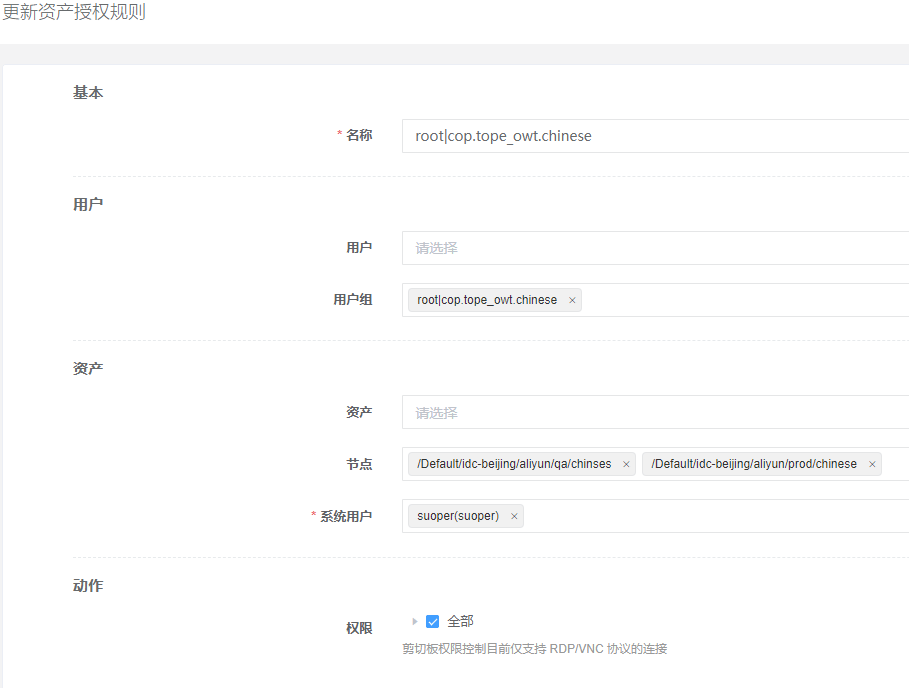 更新资产授权规则
基本
* 名称 root|cop.tope_owt.chinese
用户
用户 请选择
用户组 root|cop.tope_owt.chinese ×
资产
资产 请选择
节点 /Default/idc-beijing/aliyun/qa/chinses × /Default/idc-beijing/aliyun/prod/chinese ×
* 系统用户 suoper(suoper) ×
动作
权限 全部
剪切板权限控制目前仅支持 RDP/VNC 协议的连接